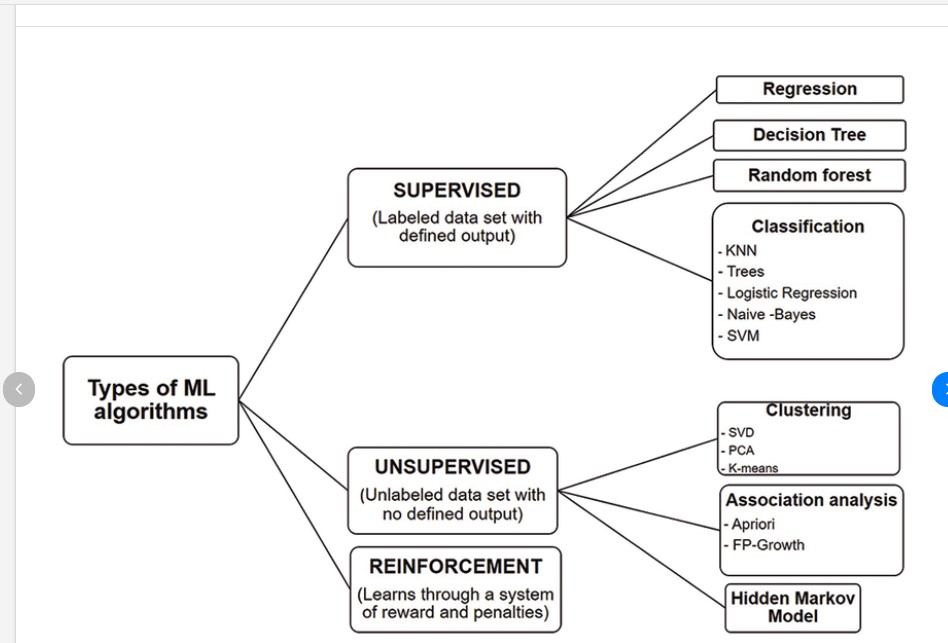 Types of ML
algorithms
SUPERVISED
(Labeled data set with
defined output)
Regression
Decision Tree
Random forest
Classification
- KNN
- Trees
- Logistic Regression
- Naive -Bayes
- SVM
UNSUPERVISED
(Unlabeled data set with
no defined output)
Clustering
- SVD
- PCA
- K-means
Association analysis
- Apriori
- FP-Growth
Hidden Markov
Model
REINFORCEMENT
(Learns through a system
of reward and penalties)